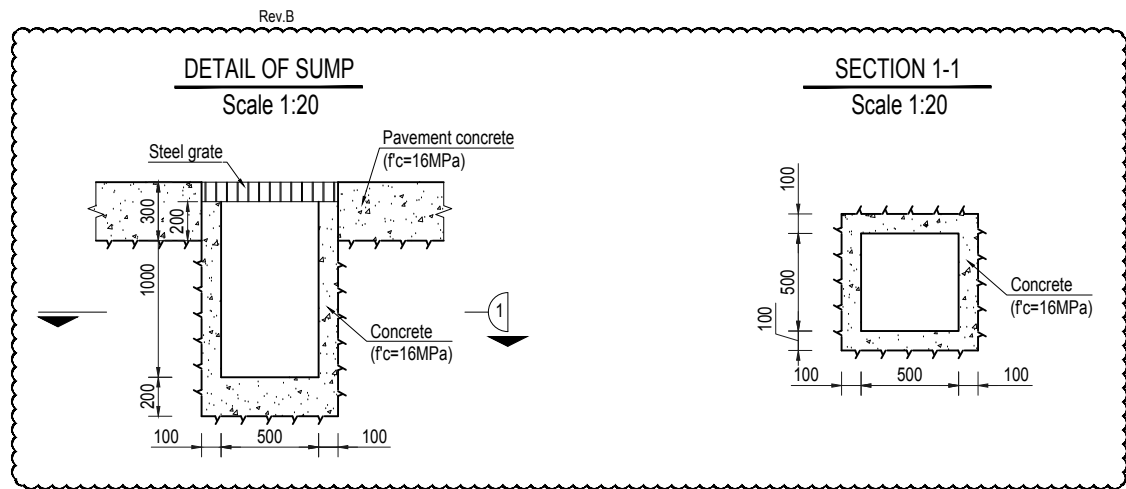 Rev.B
DETAIL OF SUMP
Scale 1:20
Steel grate
Pavement concrete
(f'c=16MPa)
300
200
1000
1
Concrete
(f'c=16MPa)
200
100
500
100
SECTION 1-1
Scale 1:20
100
500
100
Concrete
(f'c=16MPa)
100
500
100